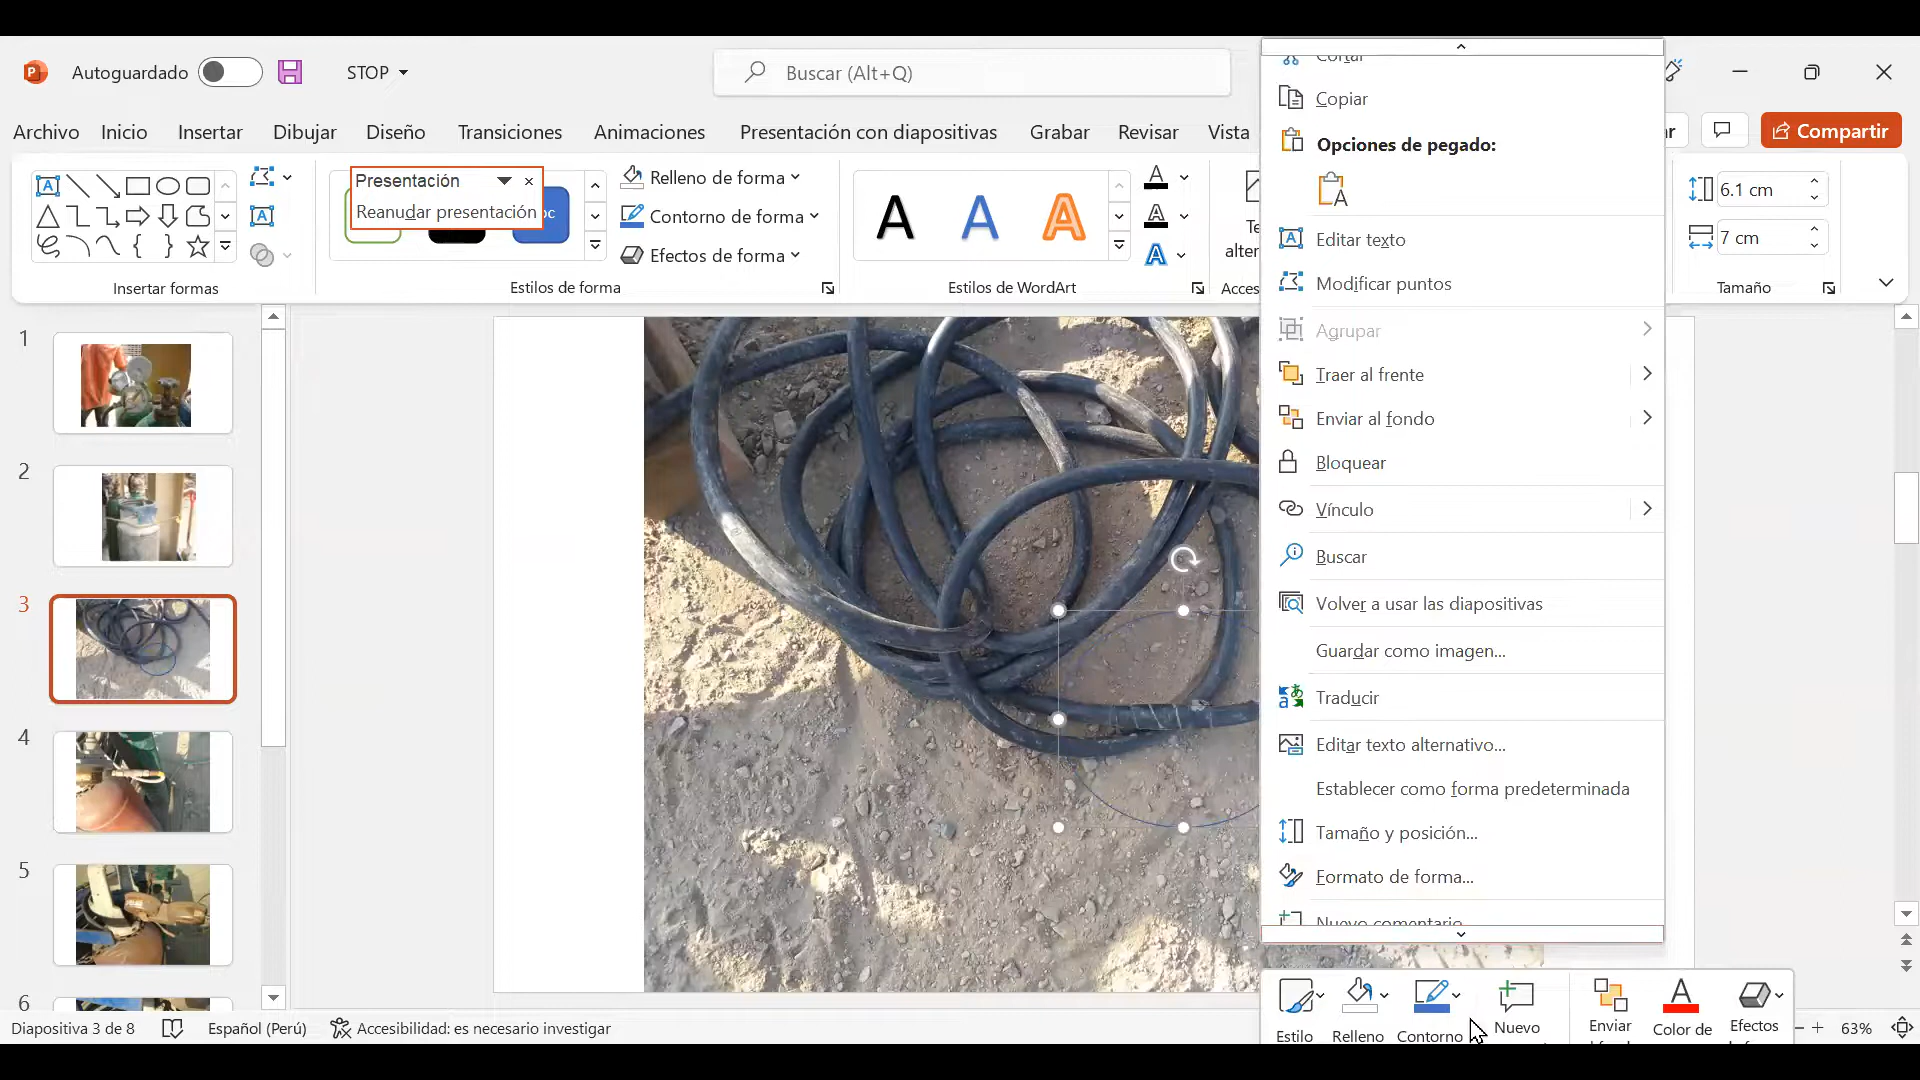 Autoguardado
STOP
Buscar (Alt+Q)
Archivo Inicio Insertar Dibujar Diseño Transiciones Animaciones Presentación con diapositivas Grabar Revisar Vista
Compartir
Presentación
Reanudar presentación
Relleno de forma
Contorno de forma
Efectos de forma
Insertar formas
Estilos de forma
Estilos de WordArt
6.1 cm
7 cm
Tamaño
Copiar
Opciones de pegado:
Editar texto
Modificar puntos
Agrupar
Traer al frente
Enviar al fondo
Bloquear
Vínculo
Buscar
Volver a usar las diapositivas
Guardar como imagen...
Traducir
Editar texto alternativo...
Establecer como forma predeterminada
Tamaño y posición...
Formato de forma...
Nuevo comentario
Estilo Relleno Contorno Nuevo Enviar Color de Efectos
1
2
3
4
5
6
Diapositiva 3 de 8 Español (Perú) Accesibilidad: es necesario investigar 63%